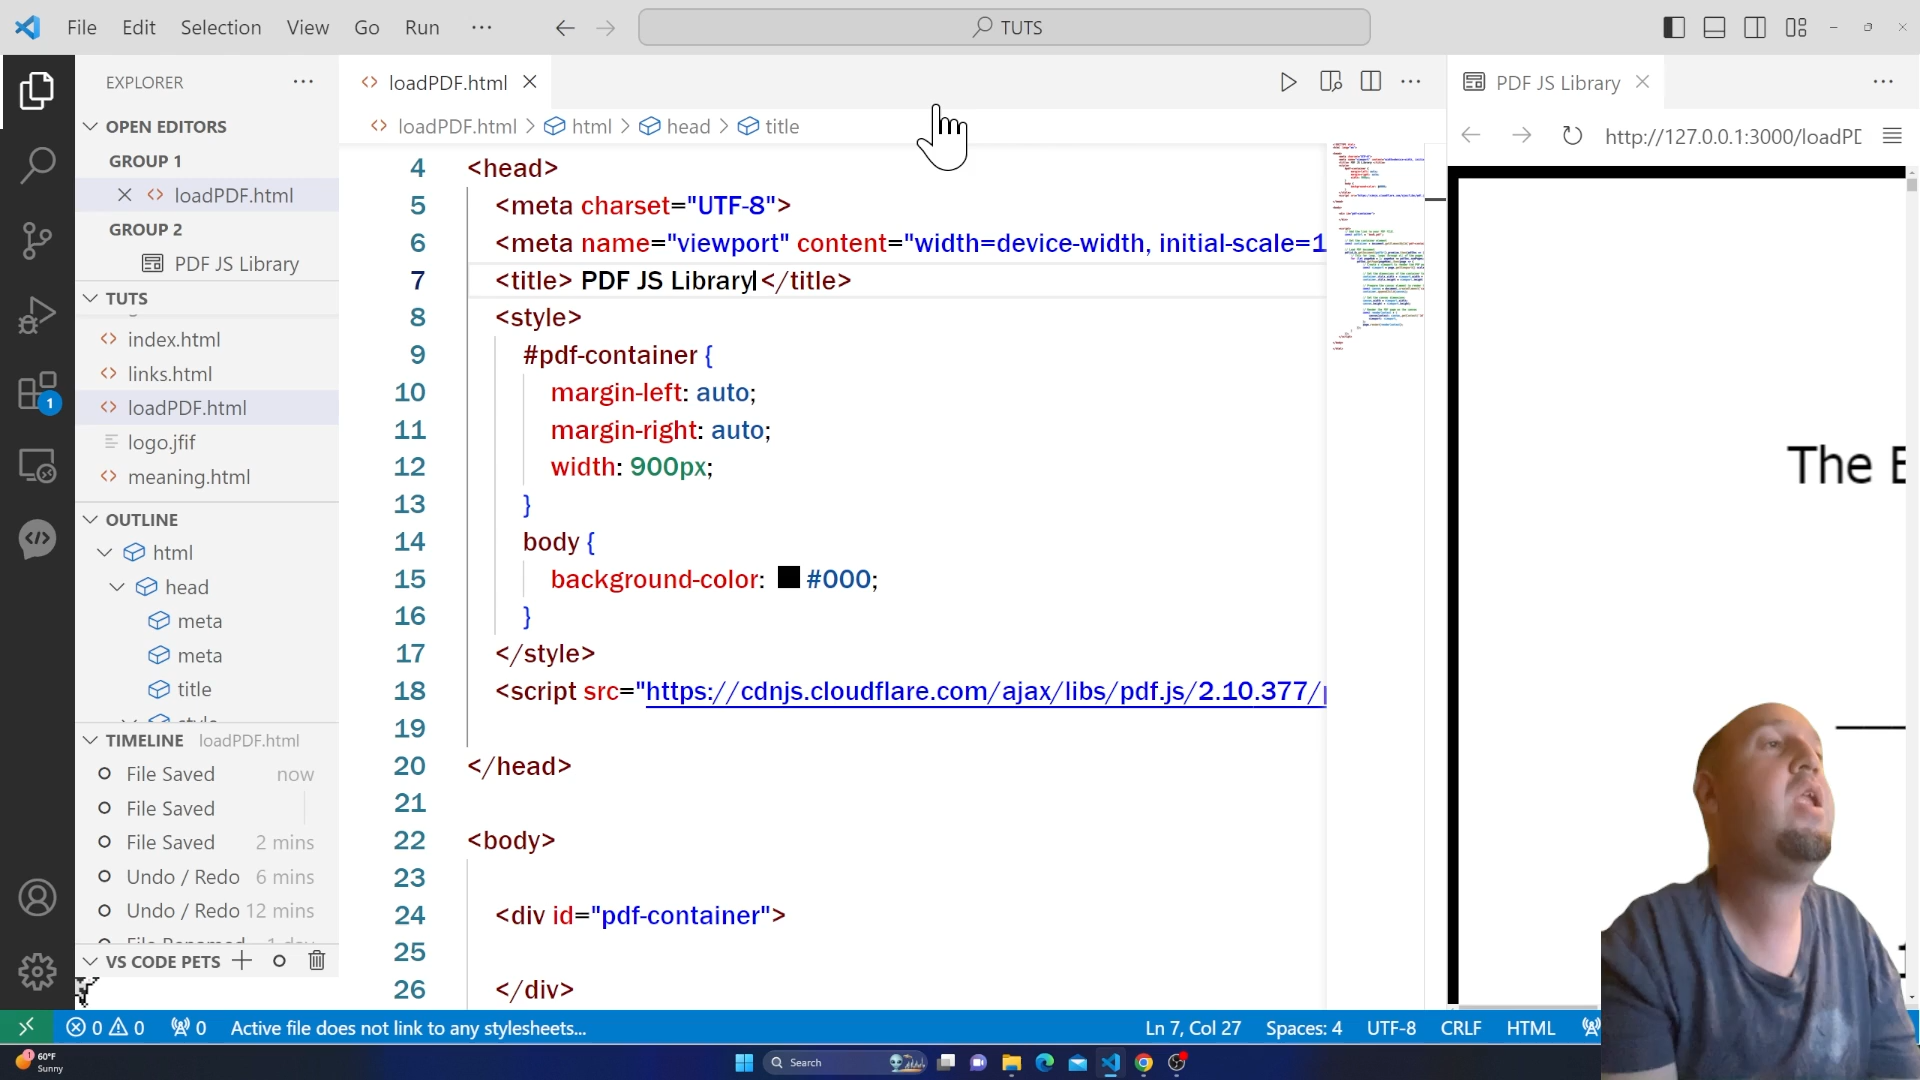 File Edit Selection View Go Run ··· TUTS
EXPLORER ···
OPEN EDITORS
GROUP 1
loadPDF.html
GROUP 2
PDF JS Library
TUTS
index.html
links.html
loadPDF.html
logo.jfif
meaning.html
OUTLINE
html
head
meta
meta
title
TIMELINE loadPDF.html
File Saved now
File Saved
File Saved 2 mins
Undo / Redo 6 mins
Undo / Redo 12 mins
File Renamed 1 day
VS CODE PETS
1
loadPDF.html
loadPDF.html > html > head > title
4 <head>
5 <meta charset="UTF-8">
6 <meta name="viewport" content="width=device-width, initial-scale=1
7 <title> PDF JS Library </title>
8 <style>
9 #pdf-container {
10 margin-left: auto;
11 margin-right: auto;
12 width: 900px;
13 }
14 body {
15 background-color: #000;
16 }
17 </style>
18 <script src="https://cdnjs.cloudflare.com/ajax/libs/pdf.js/2.10.377/
19
20 </head>
21
22 <body>
23
24 <div id="pdf-container">
25
26 </div>
PDF JS Library
http://127.0.0.1:3000/loadPD
The
0 0 0 Active file does not link to any stylesheets... Ln 7, Col 27 Spaces: 4 UTF-8 CRLF HTML
60°F
Sunny
Search